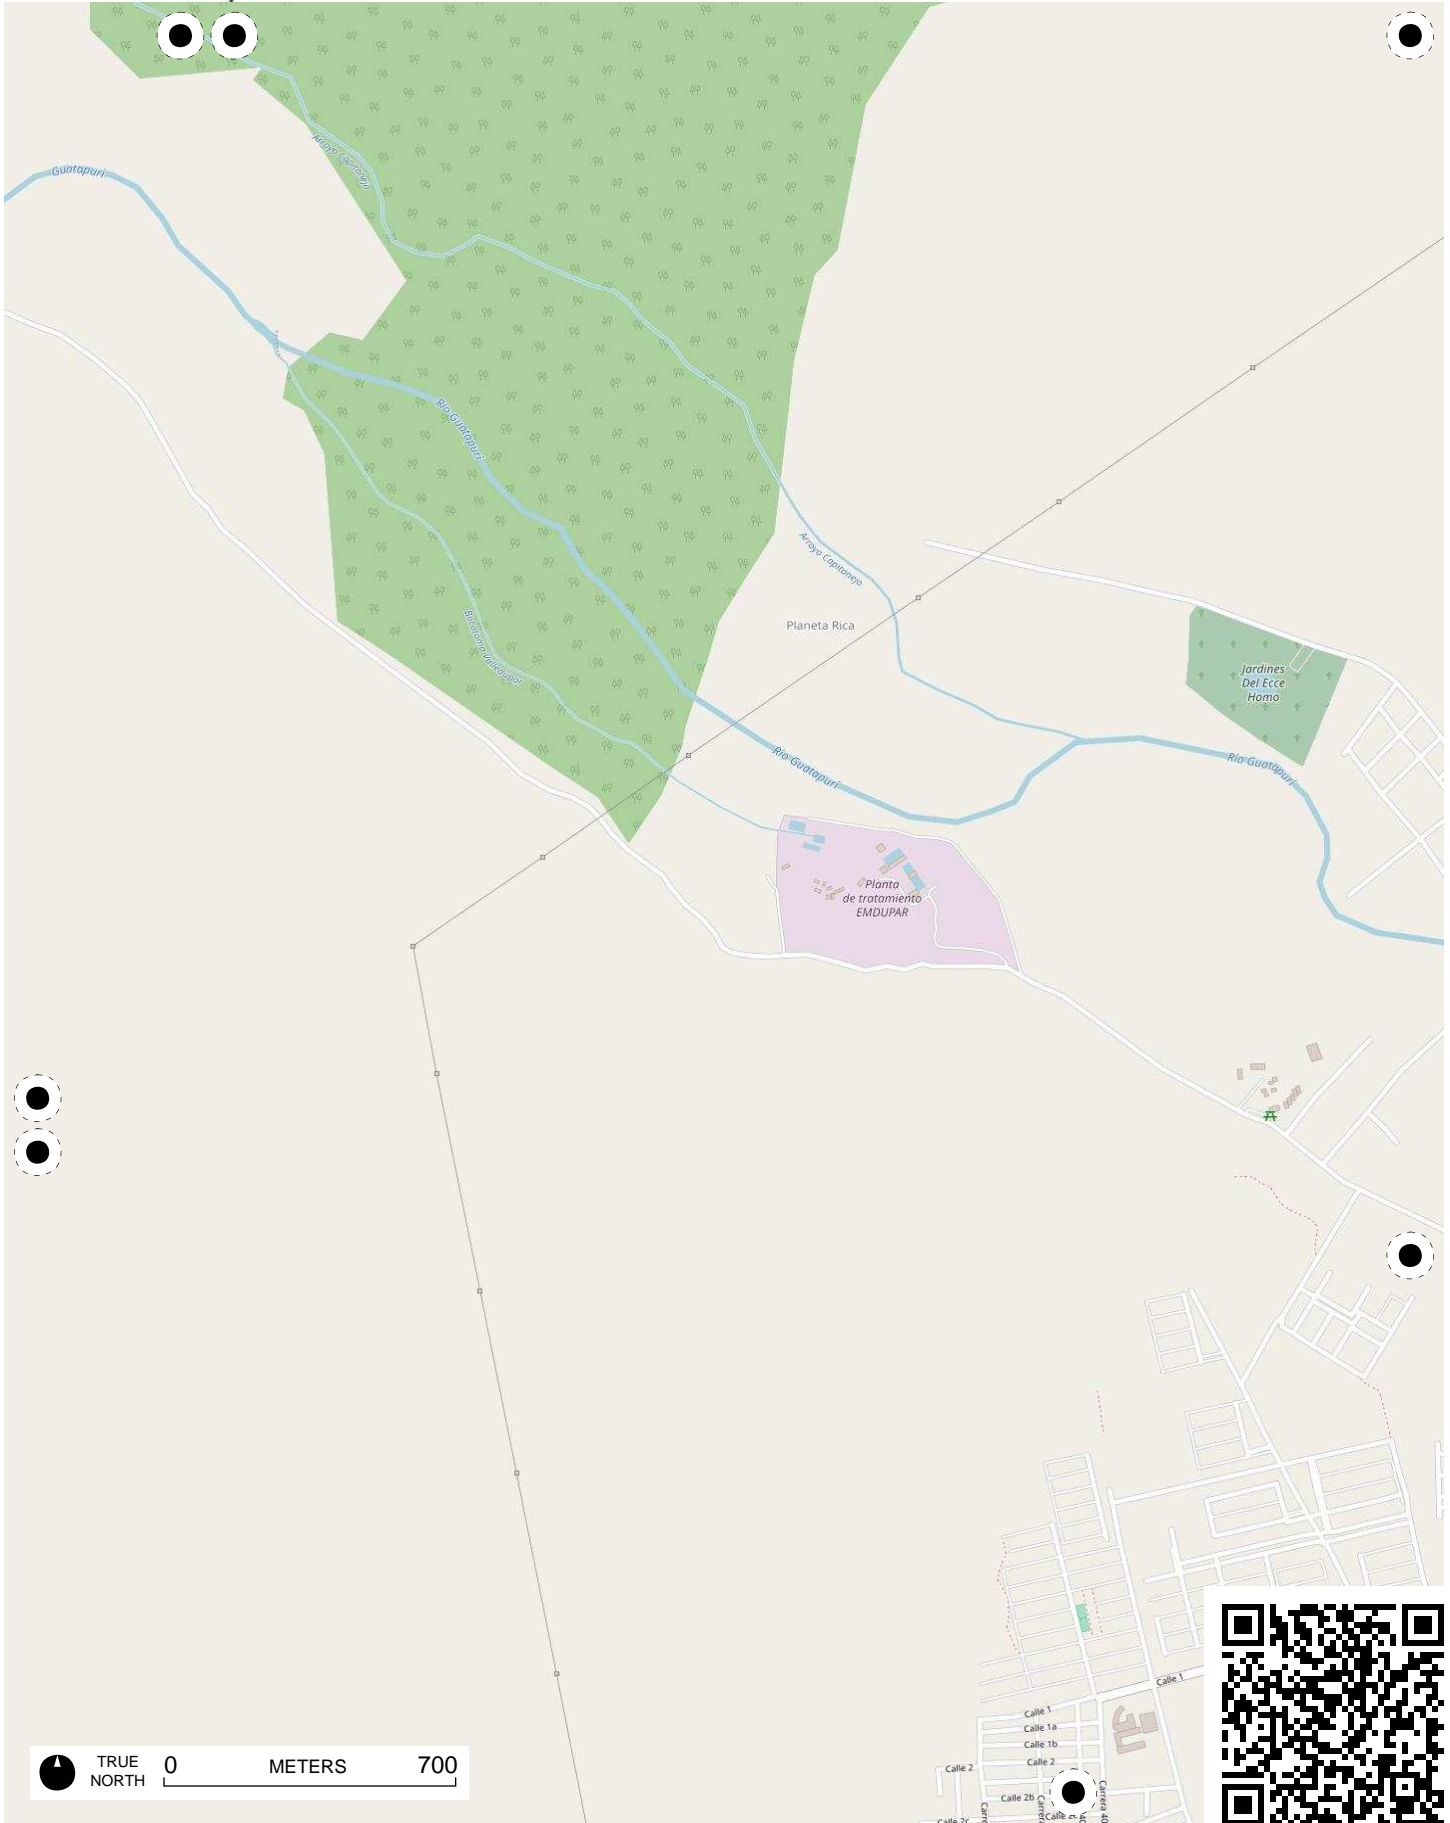 Arroyo Capitanejo
Guatapurí
Río Guatapurí
Arroyo Capitanejo
Planeta Rica
Jardines
Del Ecce
Homo
Río Guatapurí
Río Guatapurí
Planta
de tratamiento
EMDUPAR
Calle 1
Calle 1
Calle 1a
Calle 1b
Calle 2
Calle 2
Calle 2b
Carrera 40
TRUE
NORTH
0 METERS 700